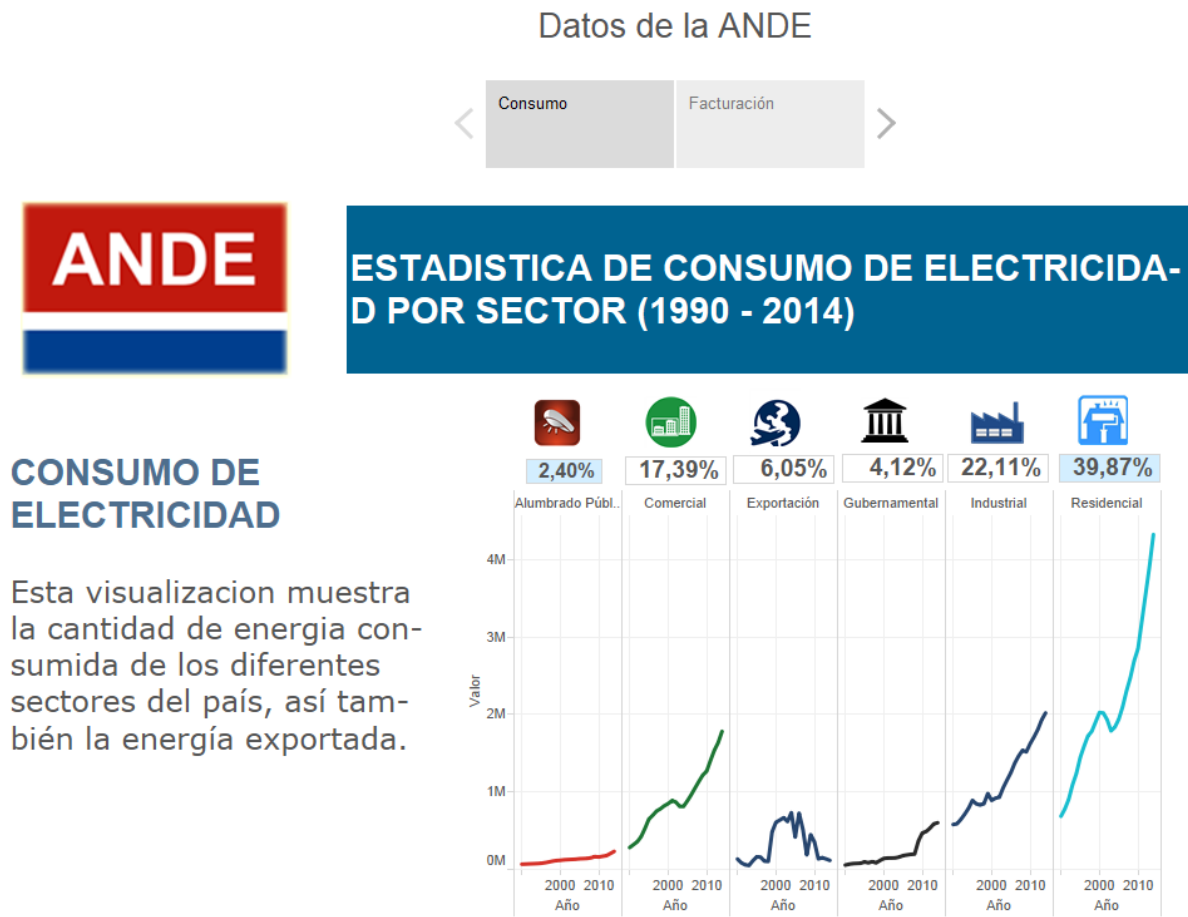 Datos de la ANDE
Consumo
Facturación
ANDE
ESTADISTICA DE CONSUMO DE ELECTRICIDA-
D POR SECTOR (1990 - 2014)
CONSUMO DE
ELECTRICIDAD
Esta visualizacion muestra
la cantidad de energia con-
sumida de los diferentes
sectores del país, así tam-
bién la energía exportada.
2,40% 17,39% 6,05% 4,12% 22,11% 39,87%
Alumbrado Públ.. Comercial Exportación Gubernamental Industrial Residencial
4M
3M
2M
1M
0M
Valor
2000 2010 2000 2010 2000 2010 2000 2010 2000 2010 2000 2010
Año Año Año Año Año Año